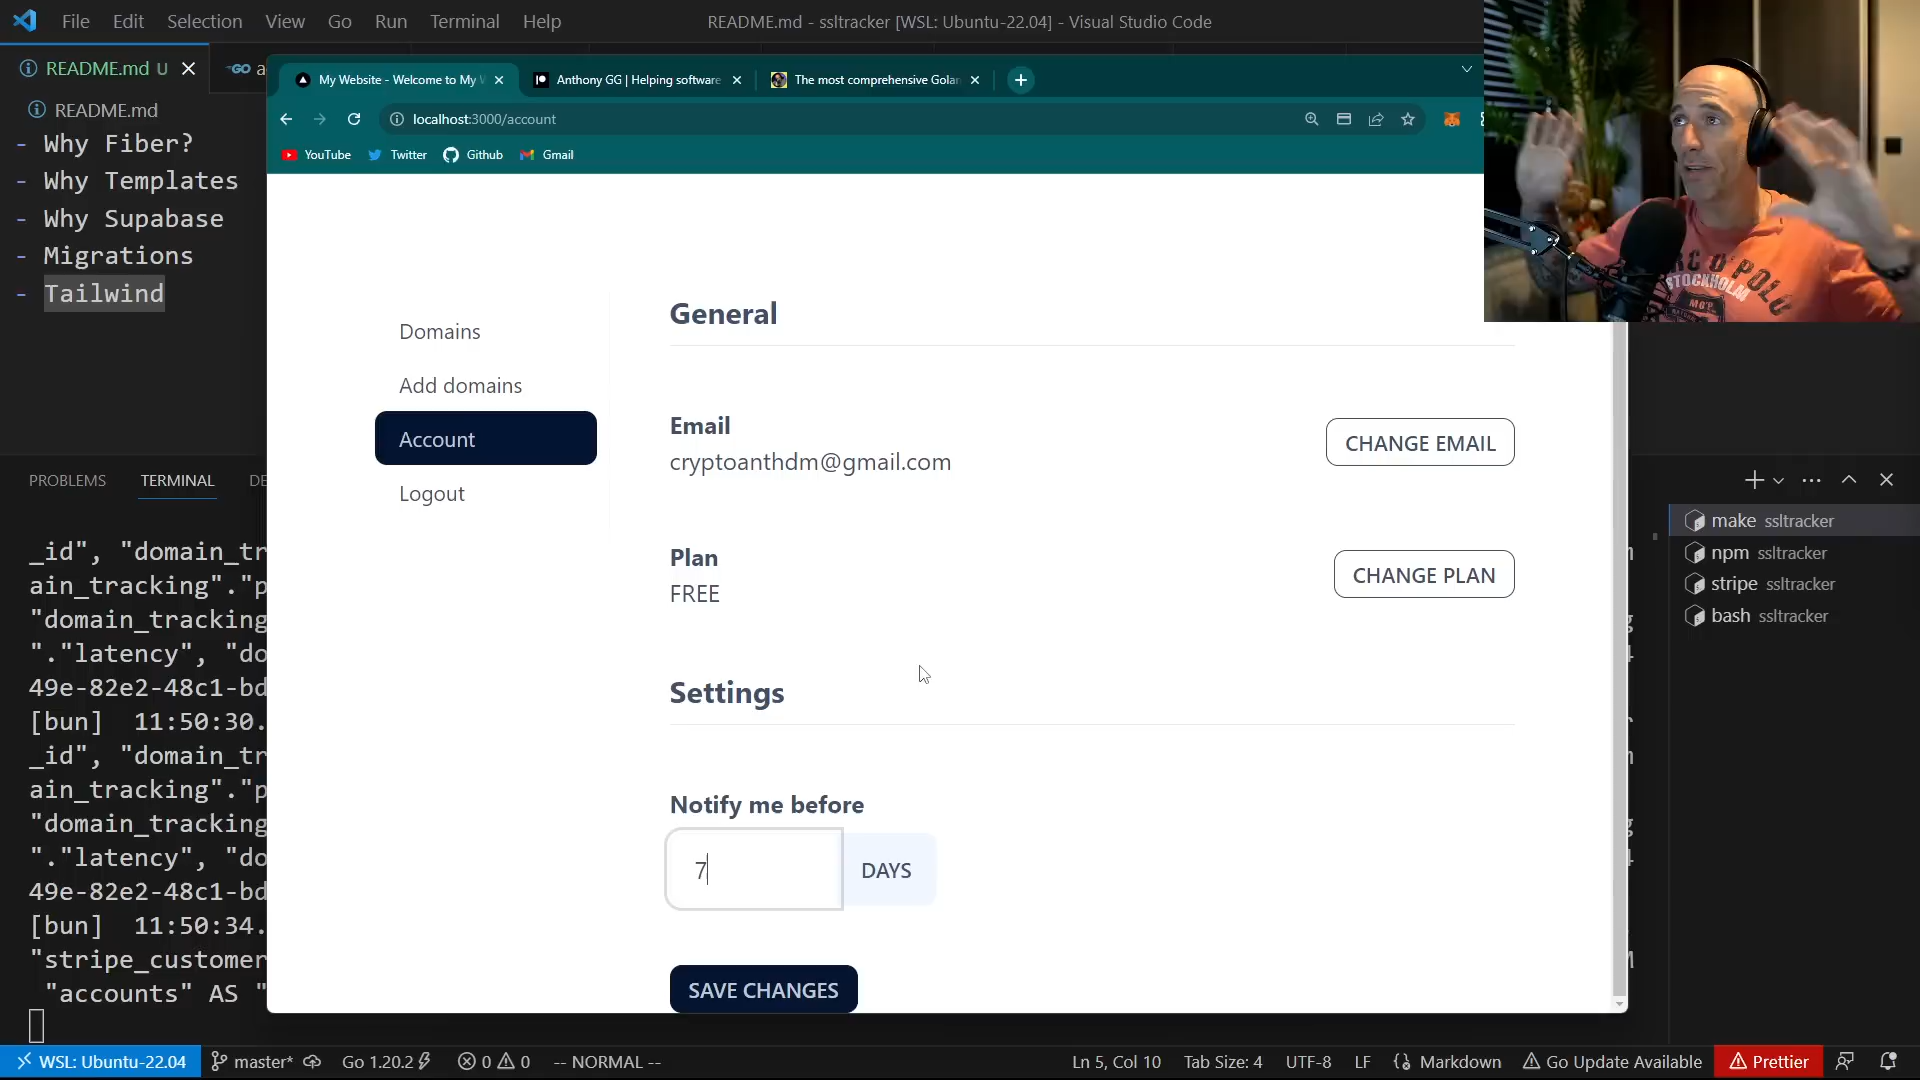 File Edit Selection View Go Run Terminal Help
README.md - ssltracker [WSL: Ubuntu-22.04] - Visual Studio Code
README.md U
README.md
- Why Fiber?
- Why Templates
- Why Supabase
- Migrations
- Tailwind
My Website - Welcome to My
Anthony GG | Helping software
The most comprehensive Golan
localhost:3000/account
YouTube Twitter Github Gmail
Domains
Add domains
Account
Logout
General
Email
cryptoanthdm@gmail.com
CHANGE EMAIL
Plan
FREE
CHANGE PLAN
Settings
Notify me before
7
DAYS
SAVE CHANGES
PROBLEMS TERMINAL DE
_id", "domain_tr
ain_tracking"."p
"domain_tracking
"."latency", "do
49e-82e2-48c1-bd
[bun] 11:50:30.
_id", "domain_tr
ain_tracking"."p
"domain_tracking
"."latency", "do
49e-82e2-48c1-bd
[bun] 11:50:34.
"stripe_customer
"accounts" AS "
make ssltracker
npm ssltracker
stripe ssltracker
bash ssltracker
STOCKHOLM
WSL: Ubuntu-22.04 master* Go 1.20.2 0 0 -- NORMAL --
Ln 5, Col 10 Tab Size: 4 UTF-8 LF Markdown Go Update Available Prettier